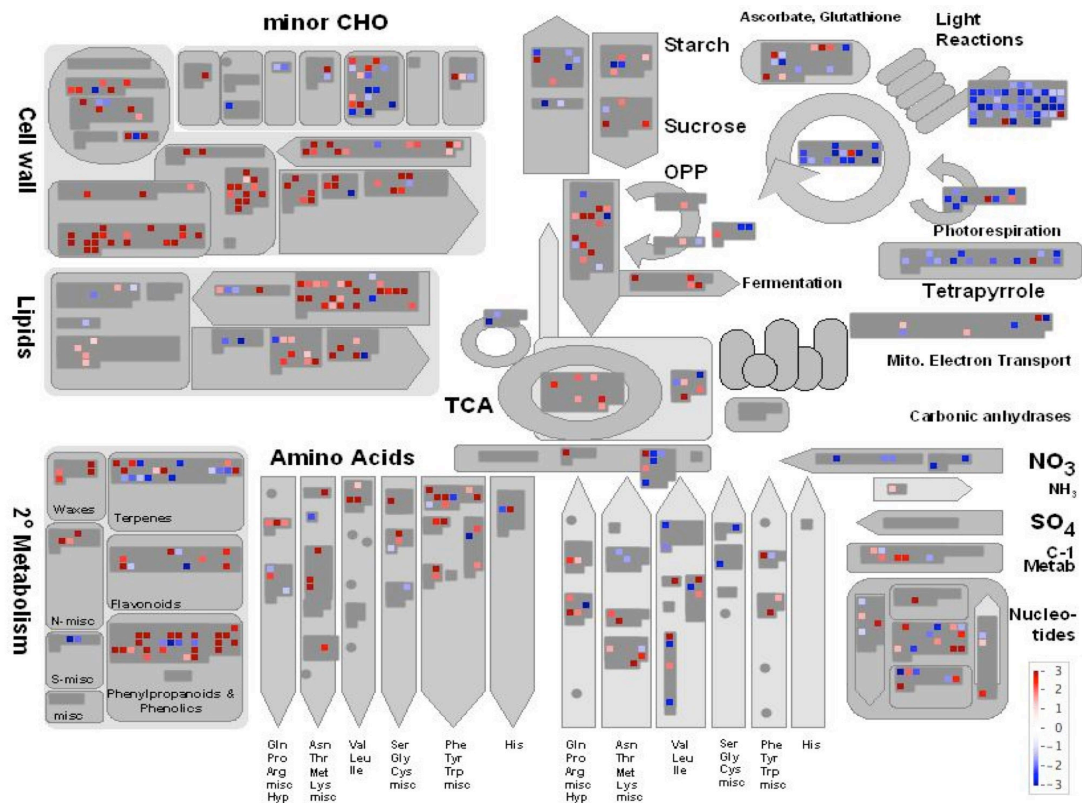 minor CHO
Cell wall
Lipids
2° Metabolism
Starch
Sucrose
OPP
Ascorbate, Glutathione
Light
Reactions
Photorespiration
Tetrapyrrole
Fermentation
Mito. Electron Transport
TCA
Carbonic anhydrases
Amino Acids
NO3
NH3
SO4
C-1
Metab
Nucleo-
tides
Waxes
Terpenes
N-misc
Flavonoids
S-misc
misc
Phenylpropanoids &
Phenolics
Gln
Pro
Arg
misc
Hyp
Asn
Thr
Met
Lys
misc
Val
Leu
Ile
Ser
Gly
Cys
misc
Phe
Tyr
Trp
misc
His
Gln
Pro
Arg
misc
Hyp
Asn
Thr
Met
Lys
misc
Val
Leu
Ile
Ser
Gly
Cys
misc
Phe
Tyr
Trp
misc
His
3
2
1
0
-1
-2
-3